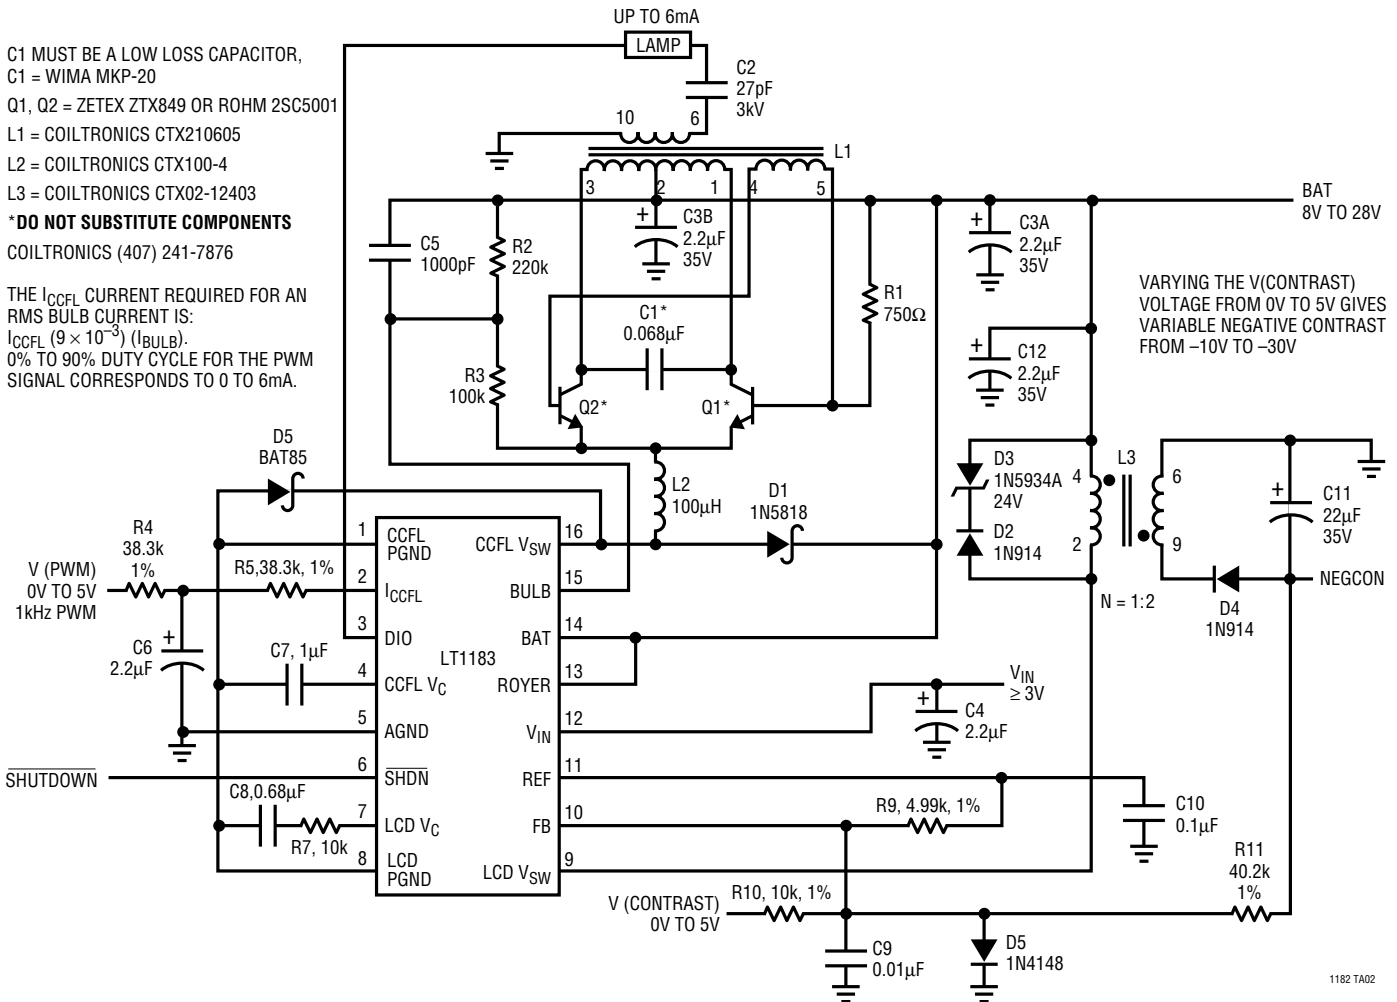 UP TO 6mA
LAMP
C1 MUST BE A LOW LOSS CAPACITOR,
C1 = WIMA MKP-20
Q1, Q2 = ZETEX ZTX849 OR ROHM 2SC5001
L1 = COILTRONICS CTX210605
L2 = COILTRONICS CTX100-4
L3 = COILTRONICS CTX02-12403
*DO NOT SUBSTITUTE COMPONENTS
COILTRONICS (407) 241-7876
THE ICCFL CURRENT REQUIRED FOR AN
RMS BULB CURRENT IS:
ICCFL (9 × 10–3) (IBULB).
0% TO 90% DUTY CYCLE FOR THE PWM
SIGNAL CORRESPONDS TO 0 TO 6mA.
C2
27pF
3kV
10
6
L1
3
2
1
4
5
BAT
8V TO 28V
C5
1000pF
R2
220k
+
C3B
2.2µF
35V
R1
750Ω
+
C3A
2.2µF
35V
VARYING THE V(CONTRAST)
VOLTAGE FROM 0V TO 5V GIVES
VARIABLE NEGATIVE CONTRAST
FROM –10V TO –30V
C1*
0.068µF
+
C12
2.2µF
35V
R3
100k
Q2*
Q1*
D5
BAT85
L2
100µH
D1
1N5818
D3
1N5934A
24V
D2
1N914
4
2
L3
6
9
N = 1:2
+
C11
22µF
35V
NEGCON
D4
1N914
R4
38.3k
1%
V (PWM)
0V TO 5V
1kHz PWM
R5,38.3k, 1%
+
C6
2.2µF
C7, 1µF
SHUTDOWN
C8,0.68µF
R7, 10k
1
CCFL
PGND
2
ICCFL
3
DIO
4
CCFL VC
5
AGND
6
SHDN
7
LCD VC
8
LCD
PGND
LT1183
CCFL VSW
16
BULB
15
BAT
14
ROYER
13
VIN
12
REF
11
FB
10
LCD VSW
9
VIN
≥ 3V
+
C4
2.2µF
R9, 4.99k, 1%
C10
0.1µF
R11
40.2k
1%
V (CONTRAST)
0V TO 5V
R10, 10k, 1%
C9
0.01µF
D5
1N4148
1182 TA02